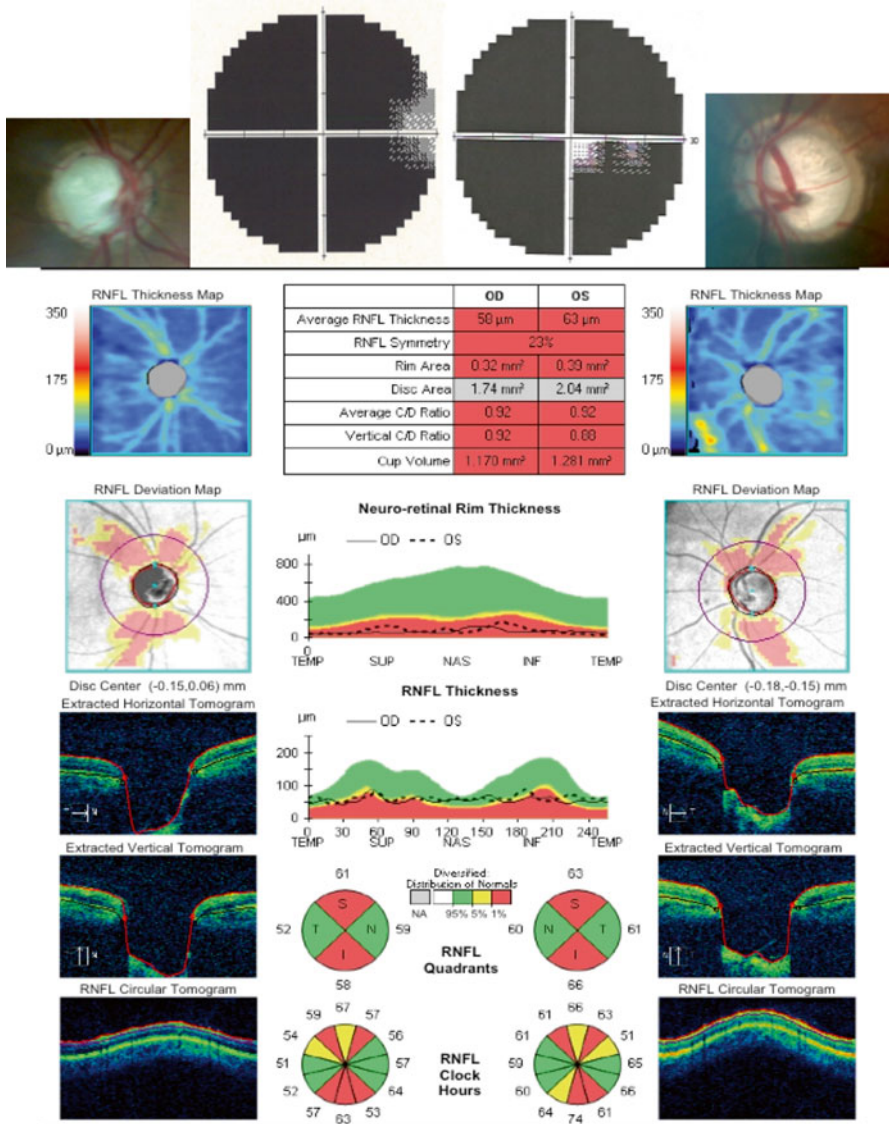 30
RNFL Thickness Map
350
175
0 µm
OD OS
Average RNFL Thickness 58 µm 63 µm
RNFL Symmetry 23%
Rim Area 0.32 mm² 0.39 mm²
Disc Area 1.74 mm² 2.04 mm²
Average C/D Ratio 0.92 0.92
Vertical C/D Ratio 0.92 0.88
Cup Volume 1.170 mm³ 1.281 mm³
RNFL Thickness Map
350
175
0 µm
RNFL Deviation Map
Disc Center (-0.15,0.06) mm
Neuro-retinal Rim Thickness
µm OD OS
800
400
0
TEMP SUP NAS INF TEMP
RNFL Deviation Map
Disc Center (-0.18,-0.15) mm
Extracted Horizontal Tomogram
T N
RNFL Thickness
µm OD OS
200
100
0
0 30 60 90 120 150 180 210 240
TEMP SUP NAS INF TEMP
Extracted Horizontal Tomogram
N T
Extracted Vertical Tomogram
I N
61
S
52 T N 59
I
58
Diversified:
Distribution of Normals
NA 95% 5% 1%
RNFL
Quadrants
63
S
60 N T 61
I
66
Extracted Vertical Tomogram
RNFL Circular Tomogram
67
59 57
54 56
51 57
52 64
57 53
63
RNFL
Clock
Hours
66
61 63
61 51
59 65
60 66
64 61
74
RNFL Circular Tomogram